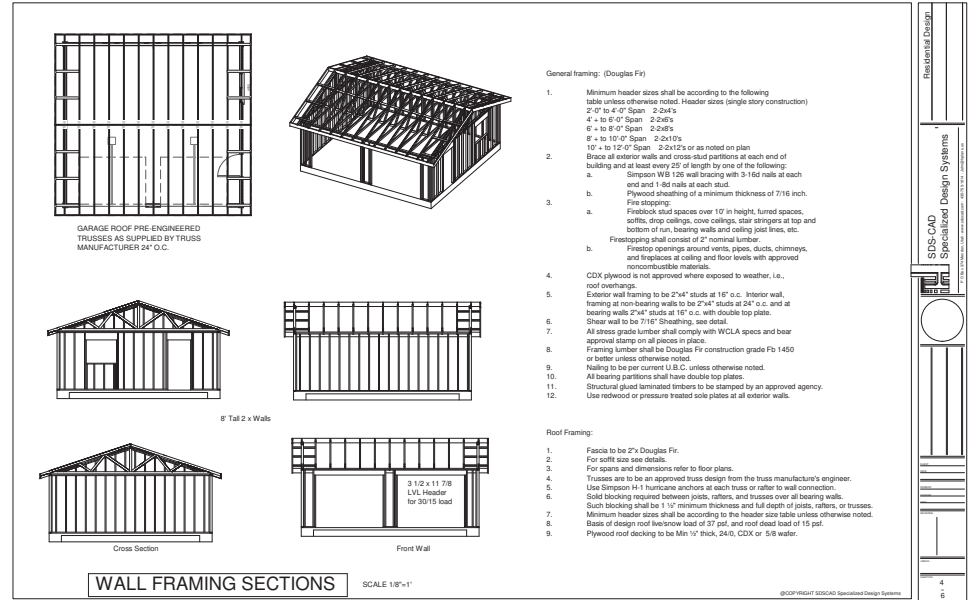 GARAGE ROOF PRE-ENGINEERED
TRUSSES AS SUPPLIED BY TRUSS
MANUFACTURER 24" O.C.
8' Tall 2 x Walls
3 1/2 x 11 7/8
LVL Header
for 30/15 load
Cross Section
Front Wall
WALL FRAMING SECTIONS
SCALE 1/8"=1'
General framing: (Douglas Fir)
1. Minimum header sizes shall be according to the following
table unless otherwise noted. Header sizes (single story construction)
2'-0" to 4'-0" Span 2-2x4's
4' + to 6'-0" Span 2-2x6's
6' + to 8'-0" Span 2-2x8's
8' + to 10'-0" Span 2-2x10's
10' + to 12'-0" Span 2-2x12's or as noted on plan
2. Brace all exterior walls and cross-stud partitions at each end of
building and at least every 25' of length by one of the following:
a. Simpson WB 126 wall bracing with 3-16d nails at each
end and 1-8d nails at each stud.
b. Plywood sheathing of a minimum thickness of 7/16 inch.
3. Fire stopping:
a. Fireblock stud spaces over 10' in height, furred spaces,
soffits, drop ceilings, cove ceilings, stair stringers at top and
bottom of run, bearing walls and ceiling joist lines, etc.
Firestopping shall consist of 2" nominal lumber.
b. Firestop openings around vents, pipes, ducts, chimneys,
and fireplaces at ceiling and floor levels with approved
noncombustible materials.
4. CDX plywood is not approved where exposed to weather, i.e.,
roof overhangs.
5. Exterior wall framing to be 2"x4" studs at 16" o.c. Interior wall,
framing at non-bearing walls to be 2"x4" studs at 24" o.c. and at
bearing walls 2"x4" studs at 16" o.c. with double top plate.
6. Shear wall to be 7/16" Sheathing, see detail.
7. All stress grade lumber shall comply with WCLA specs and bear
approval stamp on all pieces in place.
8. Framing lumber shall be Douglas Fir construction grade Fb 1450
or better unless otherwise noted.
9. Nailing to be per current U.B.C. unless otherwise noted.
10. All bearing partitions shall have double top plates.
11. Structural glued laminated timbers to be stamped by an approved agency.
12. Use redwood or pressure treated sole plates at all exterior walls.
Roof Framing:
1. Fascia to be 2"x Douglas Fir.
2. For soffit size see details.
3. For spans and dimensions refer to floor plans.
4. Trusses are to be an approved truss design from the truss manufacture's engineer.
5. Use Simpson H-1 hurricane anchors at each truss or rafter to wall connection.
6. Solid blocking required between joists, rafters, and trusses over all bearing walls.
Such blocking shall be 1 ½" minimum thickness and full depth of joists, rafters, or trusses.
7. Minimum header sizes shall be according to the header size table unless otherwise noted.
8. Basis of design roof live/snow load of 37 psf, and roof dead load of 15 psf.
9. Plywood roof decking to be Min ½" thick, 24/0, CDX or 5/8 wafer.
@COPYRIGHT SDSCAD Specialized Design Systems
Residential Design
SDS-CAD
Specialized Design Systems
4
6